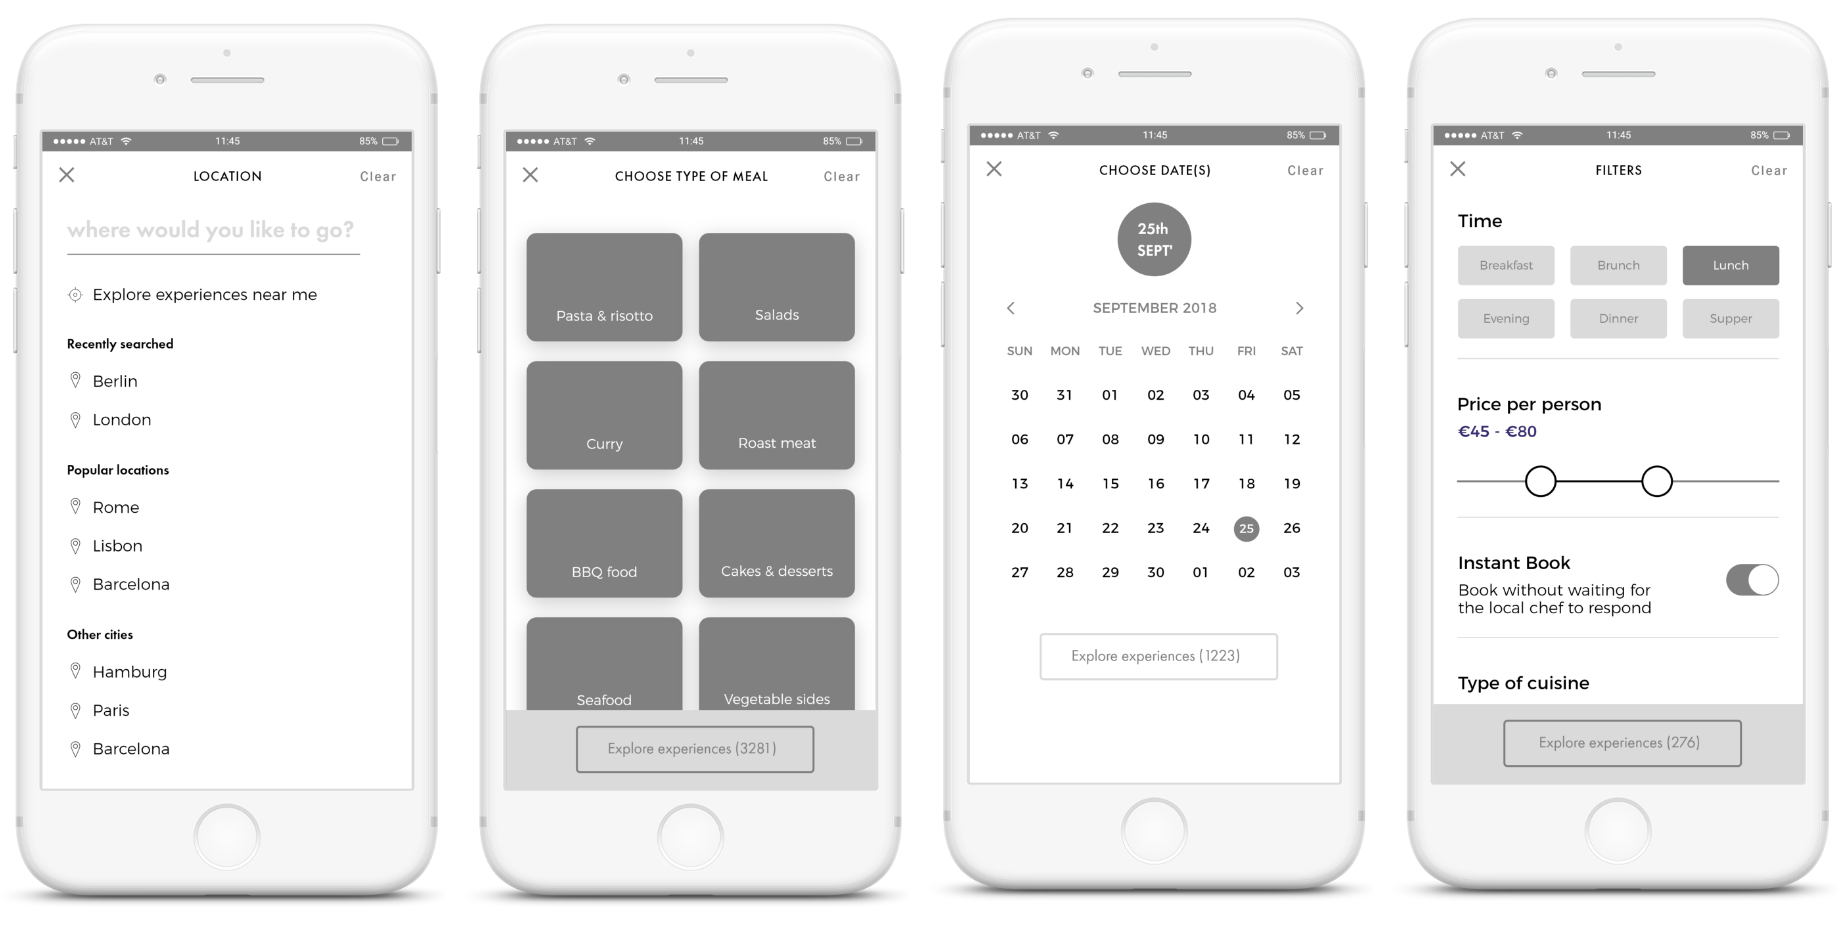 AT&T 11:45 85%
LOCATION Clear
where would you like to go?
Explore experiences near me
Recently searched
Berlin
London
Popular locations
Rome
Lisbon
Barcelona
Other cities
Hamburg
Paris
Barcelona
AT&T 11:45 85%
CHOOSE TYPE OF MEAL Clear
Pasta & risotto Salads
Curry Roast meat
BBQ food Cakes & desserts
Seafood Vegetable sides
Explore experiences (3281)
AT&T 11:45 85%
CHOOSE DATE(S) Clear
25th
SEPT'
SEPTEMBER 2018
SUN MON TUE WED THU FRI SAT
30 31 01 02 03 04 05
06 07 08 09 10 11 12
13 14 15 16 17 18 19
20 21 22 23 24 25 26
27 28 29 30 01 02 03
Explore experiences (1223)
AT&T 11:45 85%
FILTERS Clear
Time
Breakfast Brunch Lunch
Evening Dinner Supper
Price per person
€45 - €80
Instant Book
Book without waiting for
the local chef to respond
Type of cuisine
Explore experiences (276)